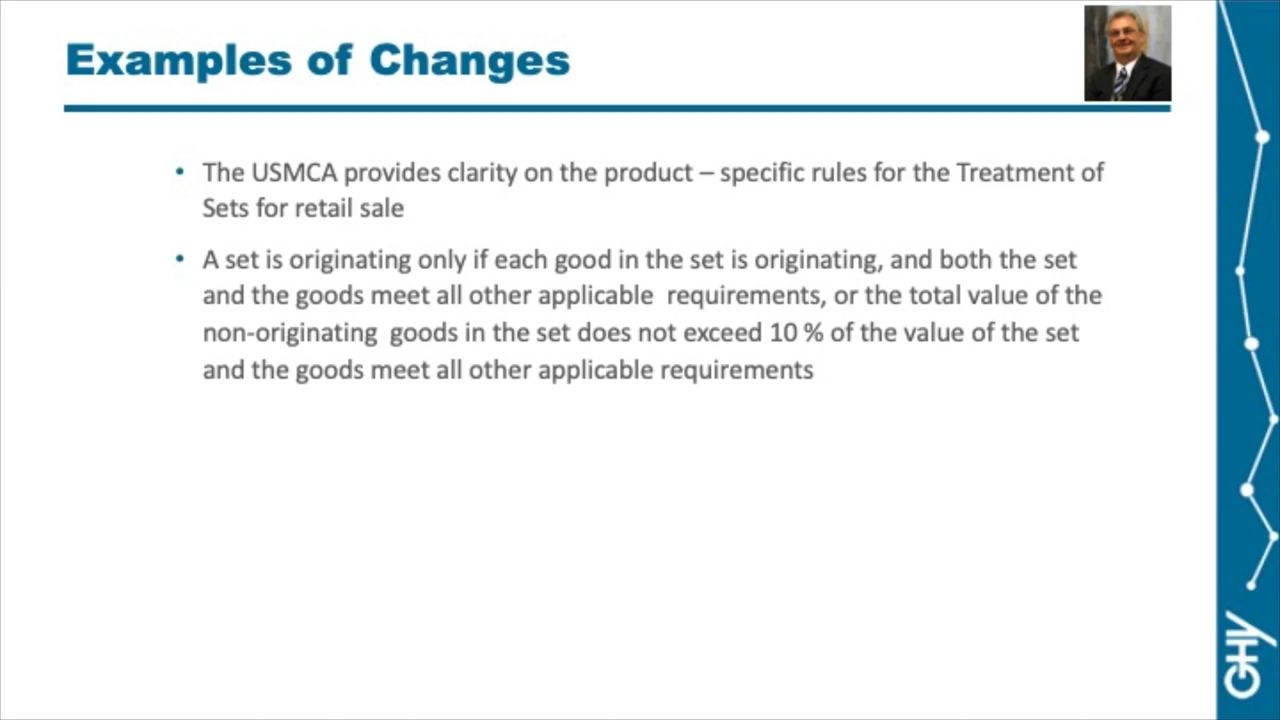 Examples of Changes
• The USMCA provides clarity on the product – specific rules for the Treatment of
Sets for retail sale
• A set is originating only if each good in the set is originating, and both the set
and the goods meet all other applicable  requirements, or the total value of the
non-originating  goods in the set does not exceed 10 % of the value of the set
and the goods meet all other applicable requirements
GHY